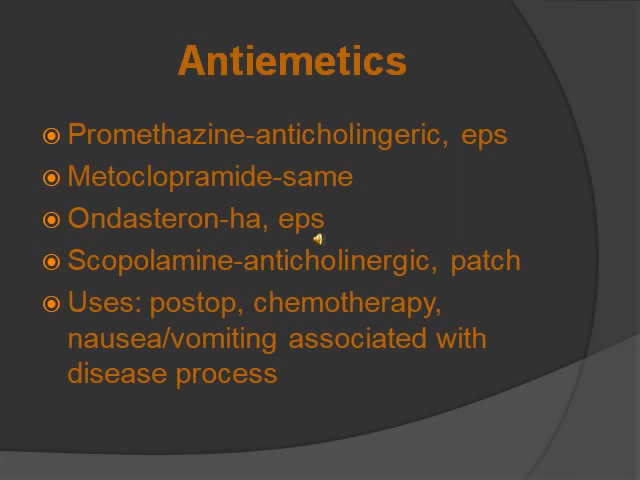 Antiemetics
Promethazine-anticholingeric, eps
Metoclopramide-same
Ondasteron-ha, eps
Scopolamine-anticholinergic, patch
Uses: postop, chemotherapy,
nausea/vomiting associated with
disease process